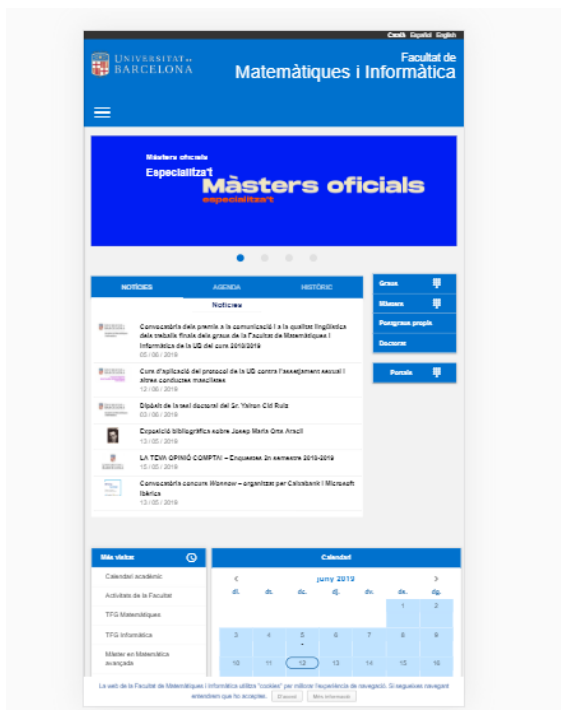 Català Español English
UNIVERSITAT DE
BARCELONA
Facultat de
Matemàtiques i Informàtica
Màsters oficials
Especialitza't
Màsters oficials
especialitza't
NOTÍCIES AGENDA HISTÒRIC
Notícies
Convocatòria dels premis a la comunicació i a la qualitat lingüística
dels treballs finals dels graus de la Facultat de Matemàtiques i
Informàtica de la UB del curs 2018/2019
05 / 06 / 2019
Curs d'aplicació del protocol de la UB contra l'assetjament sexual i
altres conductes masclistes
12 / 06 / 2019
Dipòsit de la tesi doctoral del Sr. Yairon Cid Ruiz
03 / 06 / 2019
Exposició bibliogràfica sobre Josep Maria Orts Aracil
13 / 05 / 2019
LA TEVA OPINIÓ COMPTA! – Enquestes 2n semestre 2018-2019
15 / 05 / 2019
Convocatòria concurs Wonnow – organitzat per Caixabank i Microsoft
Ibérica
13 / 05 / 2019
Graus
Màsters
Postgraus propis
Doctorat
Portals
Més visites
Calendari acadèmic
Activitats de la Facultat
TFG Matemàtiques
TFG Informàtica
Màster en Matemàtica
avançada
Calendari
< juny 2019 >
dl. dt. dc. dj. dv. ds. dg.
1 2
3 4 5 6 7 8 9
10 11 12 13 14 15 16
La web de la Facultat de Matemàtiques i Informàtica utilitza "cookies" per millorar l'experiència de navegació. Si segueixes navegant
entendrem que ho acceptes. D'acord Més informació